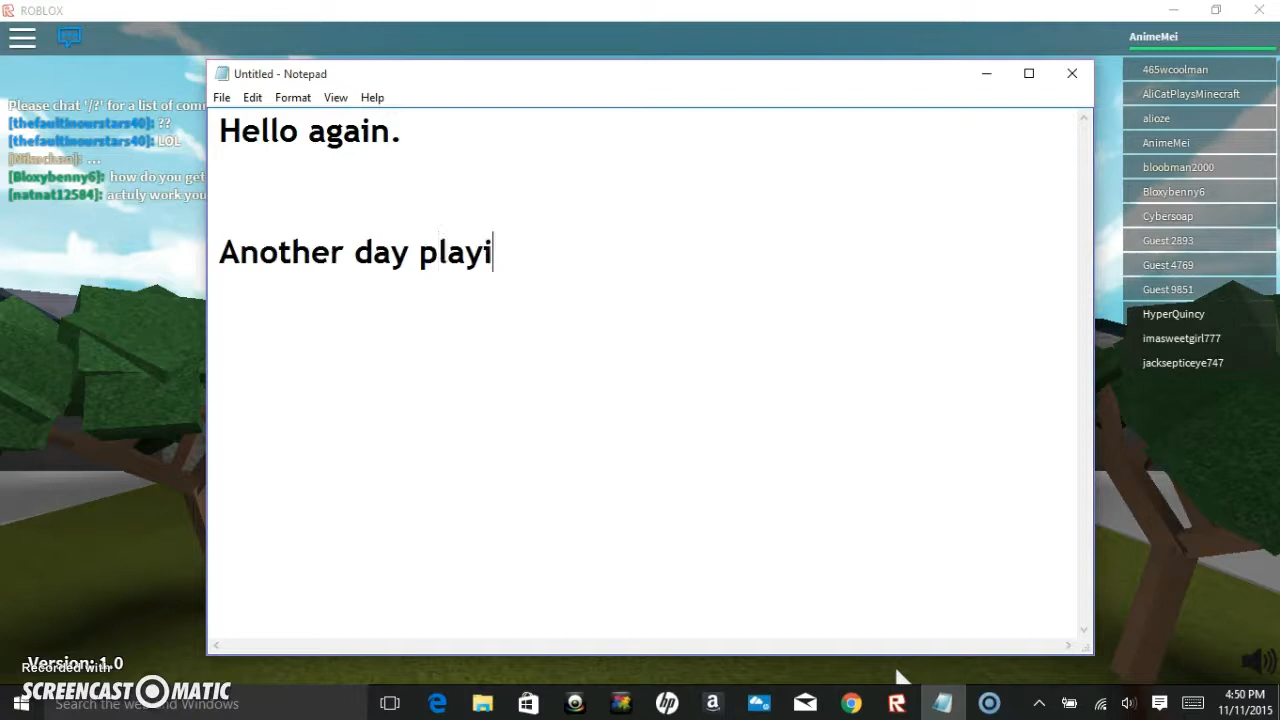 ROBLOX
AnimeMei
Untitled - Notepad
File Edit Format View Help
Please chat '/?' for a list of com
[thefaultinourstars40]: ??
[thefaultinourstars40]: LOL
...
[Bloxybenny6]: how do you get
[natnat12584]: actuly work you
Hello again.
Another day playi
465wcoolman
AliCatPlaysMinecraft
alioze
AnimeMei
bloobman2000
Bloxybenny6
Cybersoap
Guest 2893
Guest 4769
Guest 9851
HyperQuincy
imasweetgirl777
jacksepticeye747
Version: 1.0
Recorded with
SCREENCAST MATIC
Search the web and Windows
4:50 PM
11/11/2015